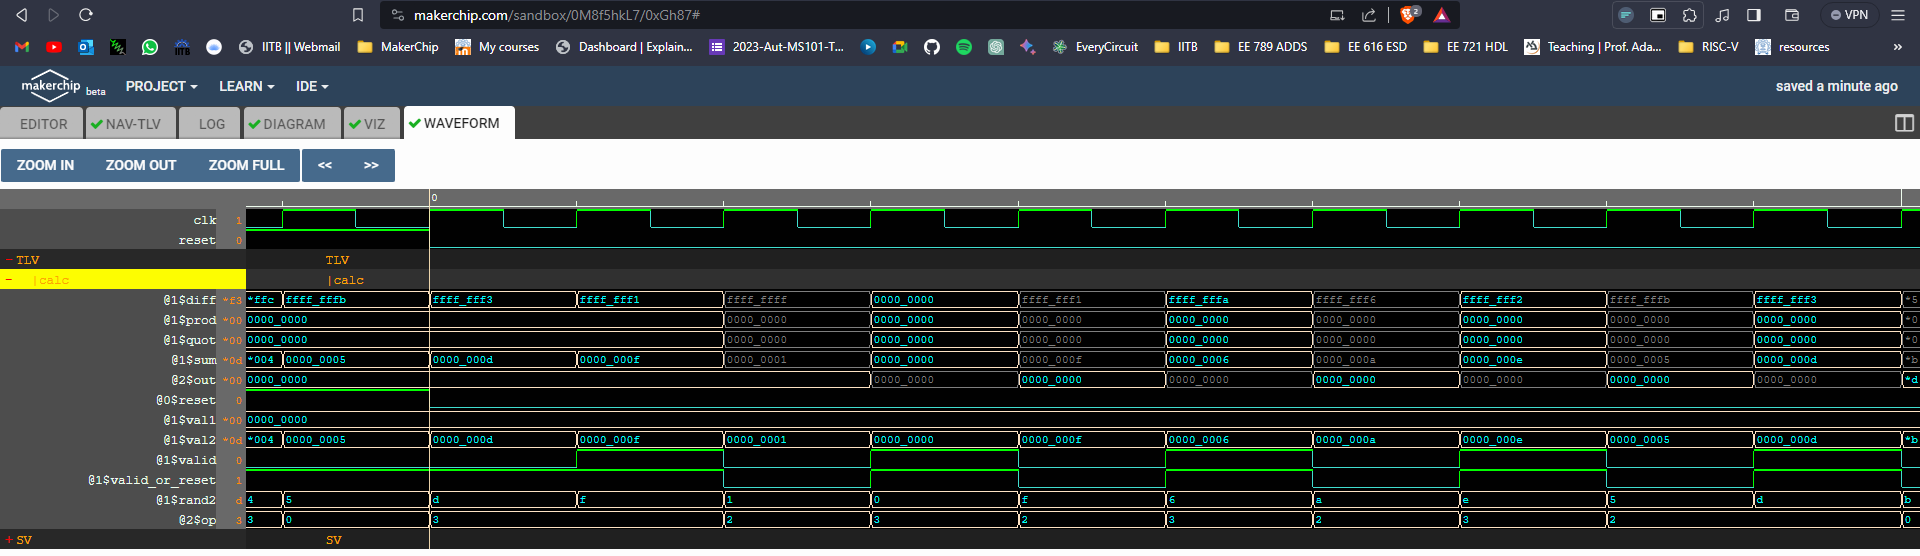 makerchip.com/sandbox/0M8f5hkL7/0xGh87#
2
VPN
IITB || Webmail
MakerChip
My courses
Dashboard | Explain...
2023-Aut-MS101-T...
EveryCircuit
IITB
EE 789 ADDS
EE 616 ESD
EE 721 HDL
Teaching | Prof. Ada...
RISC-V
resources
»
makerchip beta
PROJECT
LEARN
IDE
saved a minute ago
EDITOR
NAV-TLV
LOG
DIAGRAM
VIZ
WAVEFORM
ZOOM IN
ZOOM OUT
ZOOM FULL
<<
>>
0
clk 1
reset 0
- TLV TLV
- |calc |calc
@1$diff *f3 *ffc ffff_fffb ffff_fff3 ffff_fff1 ffff_ffff 0000_0000 ffff_fff1 ffff_fffa ffff_fff6 ffff_fff2 ffff_fffb ffff_fff3 *5
@1$prod *00 0000_0000 0000_0000 0000_0000 0000_0000 0000_0000 0000_0000 0000_0000 0000_0000 0000_0000 *0
@1$quot *00 0000_0000 0000_0000 0000_0000 0000_0000 0000_0000 0000_0000 0000_0000 0000_0000 0000_0000 *0
@1$sum *0d *004 0000_0005 0000_000d 0000_000f 0000_0001 0000_0000 0000_000f 0000_0006 0000_000a 0000_000e 0000_0005 0000_000d *b
@2$out *00 0000_0000 0000_0000 0000_0000 0000_0000 0000_0000 0000_0000 0000_0000 0000_0000 *d
@0$reset 0
@1$val1 *00 0000_0000
@1$val2 *0d *004 0000_0005 0000_000d 0000_000f 0000_0001 0000_0000 0000_000f 0000_0006 0000_000a 0000_000e 0000_0005 0000_000d *b
@1$valid 0
@1$valid_or_reset 1
@1$rand2 d 4 5 d f 1 0 f 6 a e 5 d b
@2$op 3 3 0 3 2 3 2 3 2 3 2 0
+ SV SV